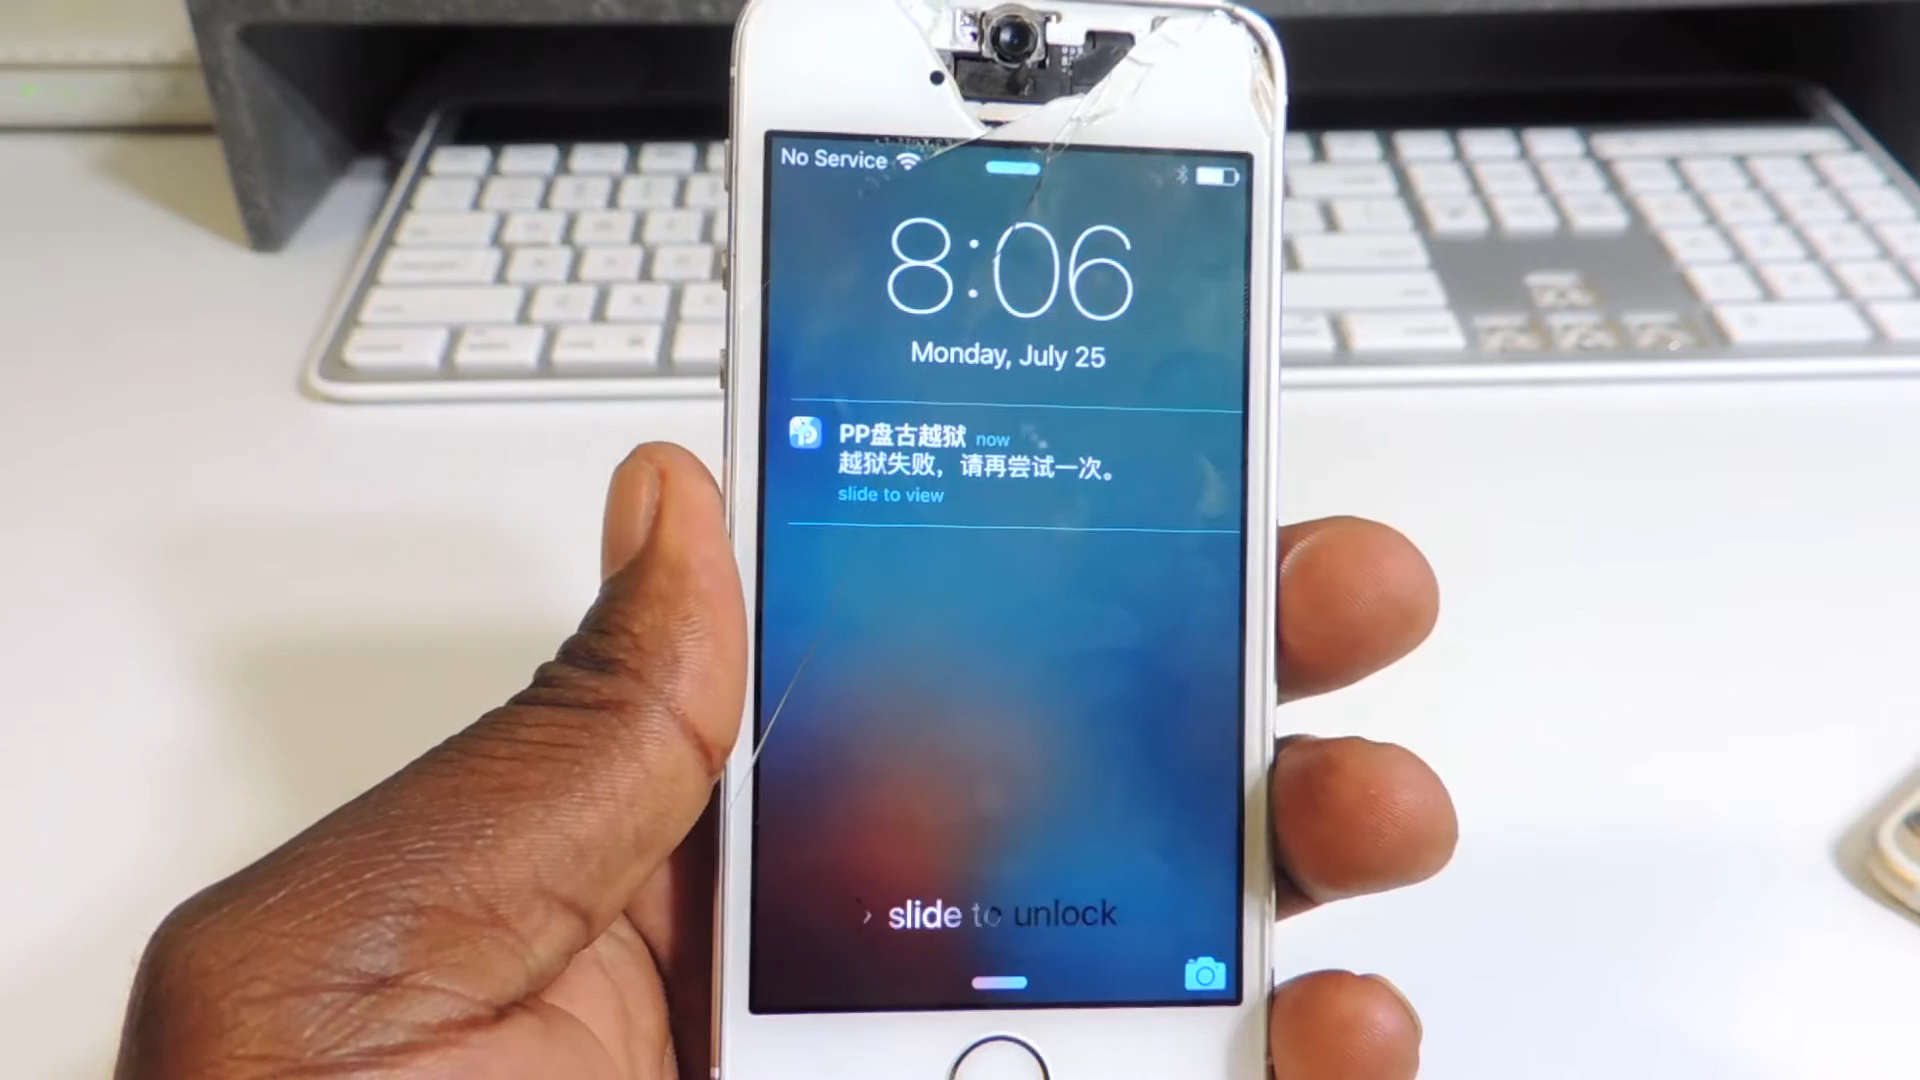 No Service
8:06
Monday, July 25
PP盘古越狱 now
越狱失败，请再尝试一次。
slide to view
> slide to unlock